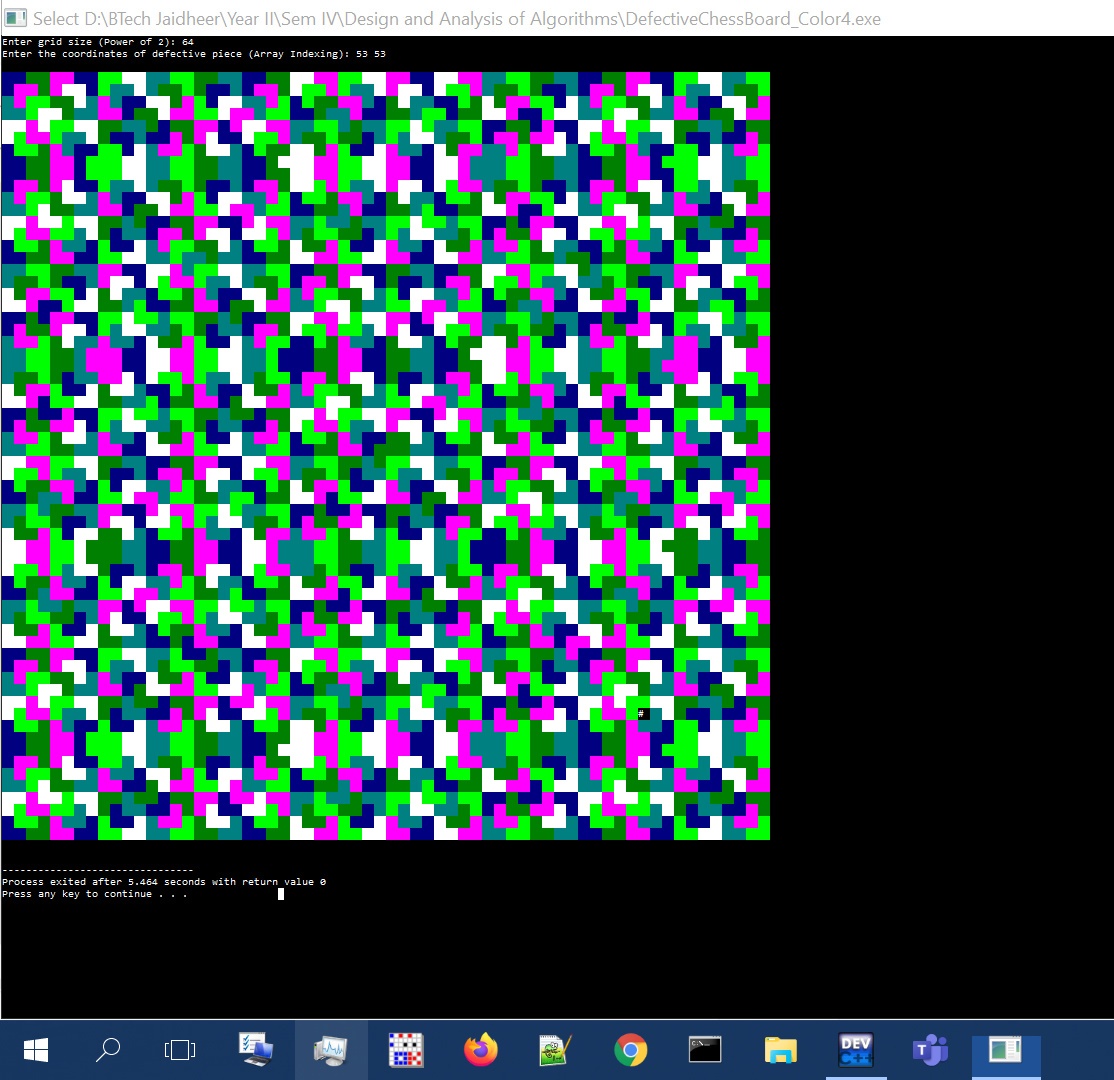 Select D:\BTech Jaidheer\Year II\Sem IV\Design and Analysis of Algorithms\DefectiveChessBoard_Color4.exe
Enter grid size (Power of 2): 64
Enter the coordinates of defective piece (Array Indexing): 53 53
#
--------------------------------
Process exited after 5.464 seconds with return value 0
Press any key to continue . . .
C:\_
DEV
C++
T